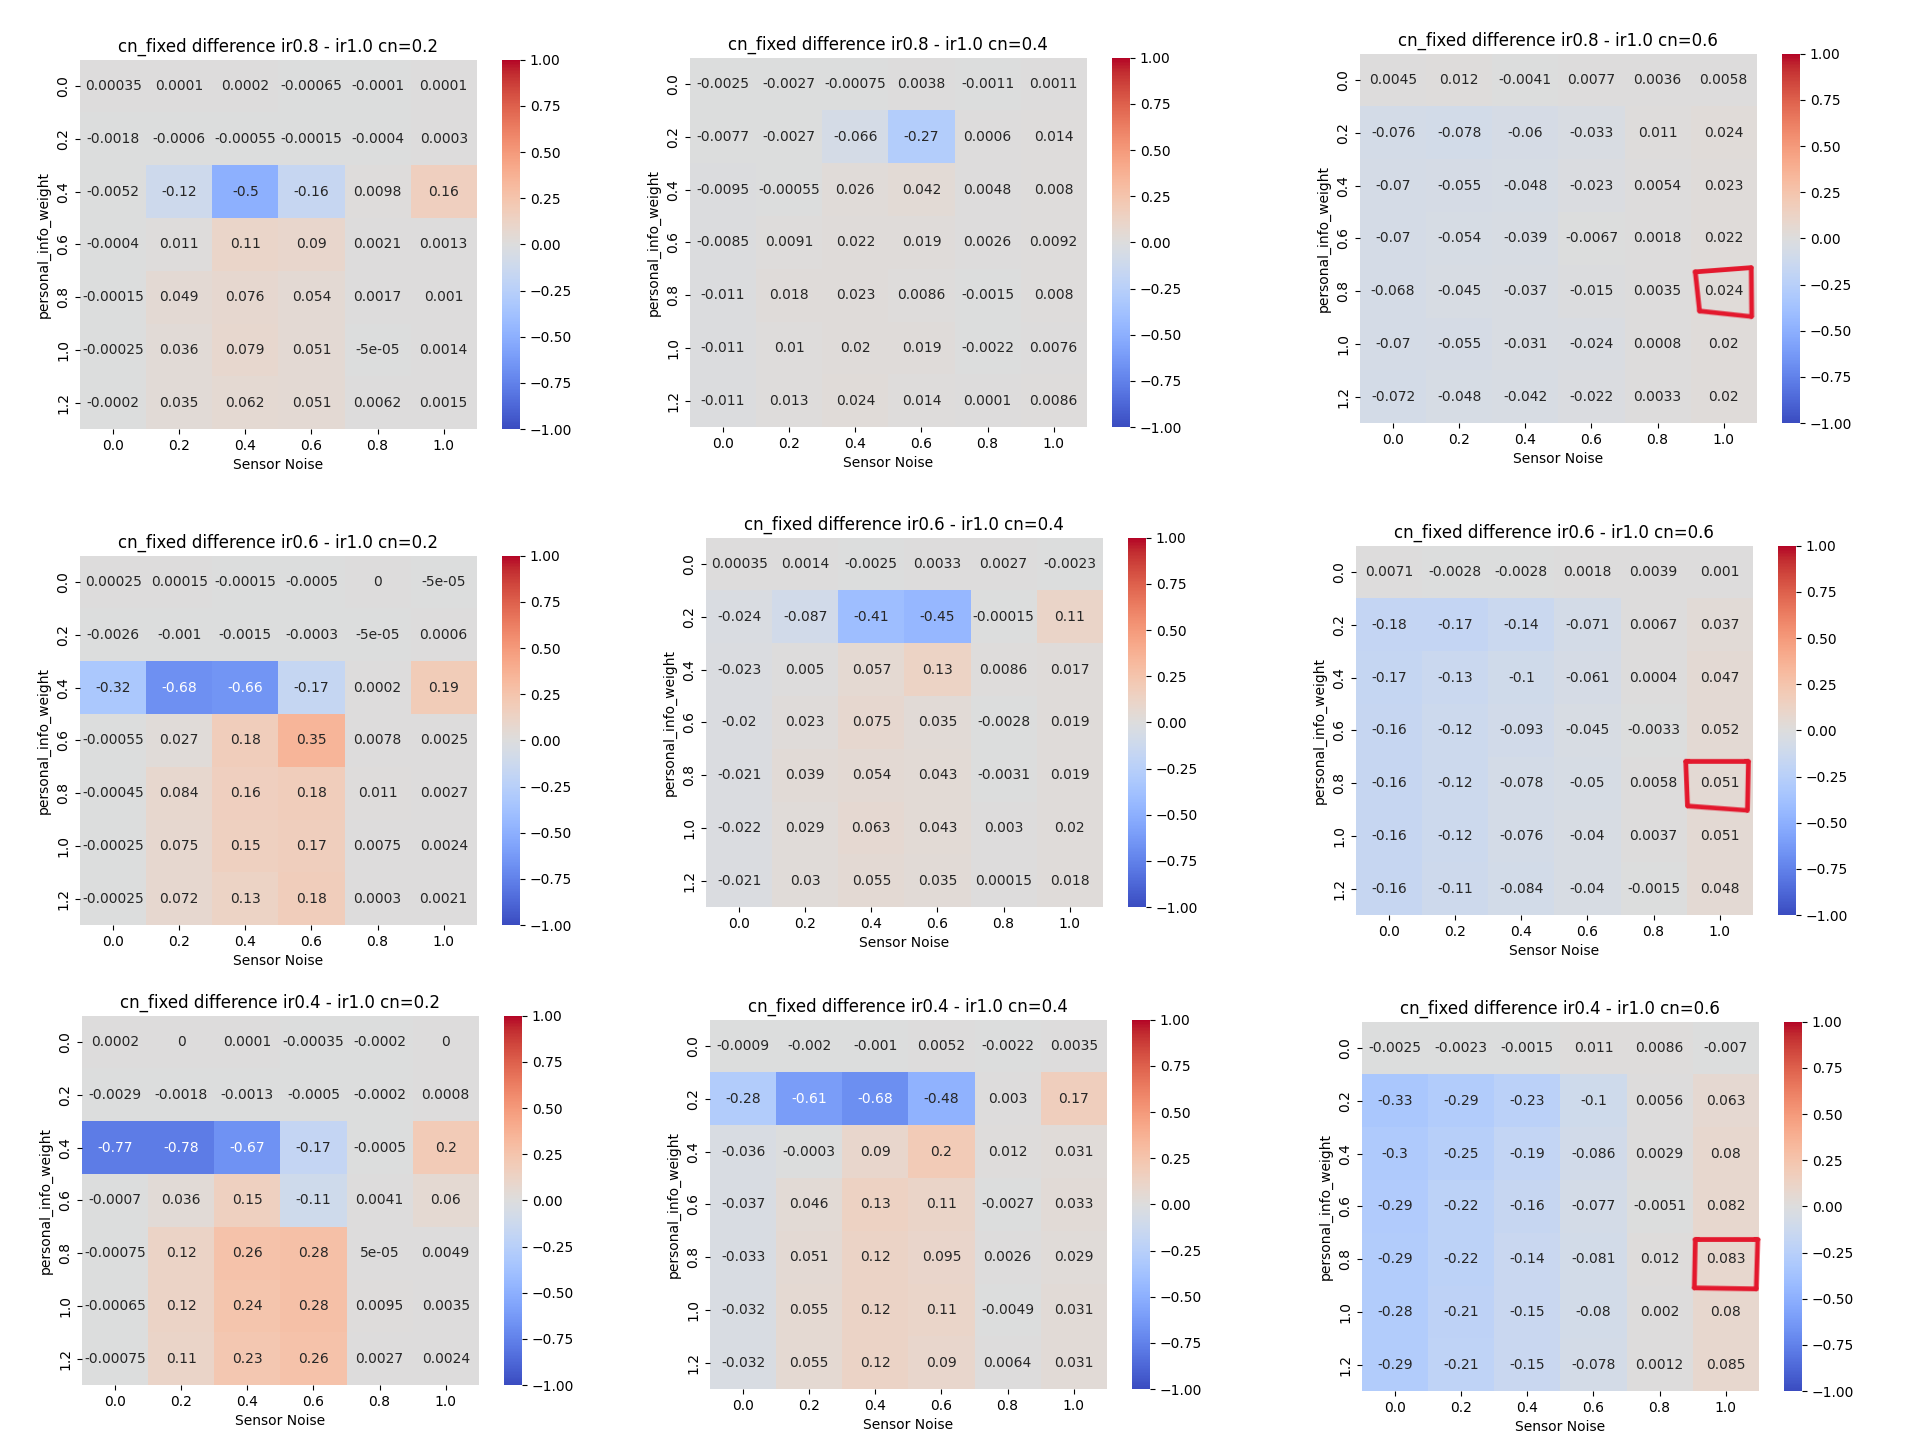 cn_fixed difference ir0.8 - ir1.0 cn=0.2
0.0 0.00035 0.0001 0.0002 -0.00065 -0.0001 0.0001
0.2 -0.0018 -0.0006 -0.00055 -0.00015 -0.0004 0.0003
0.4 -0.0052 -0.12 -0.5 -0.16 0.0098 0.16
0.6 -0.0004 0.011 0.11 0.09 0.0021 0.0013
0.8 -0.00015 0.049 0.076 0.054 0.0017 0.001
1.0 -0.00025 0.036 0.079 0.051 -5e-05 0.0014
1.2 -0.0002 0.035 0.062 0.051 0.0062 0.0015
0.0 0.2 0.4 0.6 0.8 1.0
Sensor Noise
personal_info_weight
1.00
0.75
0.50
0.25
0.00
−0.25
−0.50
−0.75
−1.00
cn_fixed difference ir0.8 - ir1.0 cn=0.4
0.0 -0.0025 -0.0027 -0.00075 0.0038 -0.0011 0.0011
0.2 -0.0077 -0.0027 -0.066 -0.27 0.0006 0.014
0.4 -0.0095 -0.00055 0.026 0.042 0.0048 0.008
0.6 -0.0085 0.0091 0.022 0.019 0.0026 0.0092
0.8 -0.011 0.018 0.023 0.0086 -0.0015 0.008
1.0 -0.011 0.01 0.02 0.019 -0.0022 0.0076
1.2 -0.011 0.013 0.024 0.014 0.0001 0.0086
0.0 0.2 0.4 0.6 0.8 1.0
Sensor Noise
personal_info_weight
1.00
0.75
0.50
0.25
0.00
−0.25
−0.50
−0.75
−1.00
cn_fixed difference ir0.8 - ir1.0 cn=0.6
0.0 0.0045 0.012 -0.0041 0.0077 0.0036 0.0058
0.2 -0.076 -0.078 -0.06 -0.033 0.011 0.024
0.4 -0.07 -0.055 -0.048 -0.023 0.0054 0.023
0.6 -0.07 -0.054 -0.039 -0.0067 0.0018 0.022
0.8 -0.068 -0.045 -0.037 -0.015 0.0035 0.024
1.0 -0.07 -0.055 -0.031 -0.024 0.0008 0.02
1.2 -0.072 -0.048 -0.042 -0.022 0.0033 0.02
0.0 0.2 0.4 0.6 0.8 1.0
Sensor Noise
personal_info_weight
1.00
0.75
0.50
0.25
0.00
−0.25
−0.50
−0.75
−1.00
cn_fixed difference ir0.6 - ir1.0 cn=0.2
0.0 0.00025 0.00015 -0.00015 -0.0005 0 -5e-05
0.2 -0.0026 -0.001 -0.0015 -0.0003 -5e-05 0.0006
0.4 -0.32 -0.68 -0.66 -0.17 0.0002 0.19
0.6 -0.00055 0.027 0.18 0.35 0.0078 0.0025
0.8 -0.00045 0.084 0.16 0.18 0.011 0.0027
1.0 -0.00025 0.075 0.15 0.17 0.0075 0.0024
1.2 -0.00025 0.072 0.13 0.18 0.0003 0.0021
0.0 0.2 0.4 0.6 0.8 1.0
Sensor Noise
personal_info_weight
1.00
0.75
0.50
0.25
0.00
−0.25
−0.50
−0.75
−1.00
cn_fixed difference ir0.6 - ir1.0 cn=0.4
0.0 0.00035 0.0014 -0.0025 0.0033 0.0027 -0.0023
0.2 -0.024 -0.087 -0.41 -0.45 -0.00015 0.11
0.4 -0.023 0.005 0.057 0.13 0.0086 0.017
0.6 -0.02 0.023 0.075 0.035 -0.0028 0.019
0.8 -0.021 0.039 0.054 0.043 -0.0031 0.019
1.0 -0.022 0.029 0.063 0.043 0.003 0.02
1.2 -0.021 0.03 0.055 0.035 0.00015 0.018
0.0 0.2 0.4 0.6 0.8 1.0
Sensor Noise
personal_info_weight
1.00
0.75
0.50
0.25
0.00
−0.25
−0.50
−0.75
−1.00
cn_fixed difference ir0.6 - ir1.0 cn=0.6
0.0 0.0071 -0.0028 -0.0028 0.0018 0.0039 0.001
0.2 -0.18 -0.17 -0.14 -0.071 0.0067 0.037
0.4 -0.17 -0.13 -0.1 -0.061 0.0004 0.047
0.6 -0.16 -0.12 -0.093 -0.045 -0.0033 0.052
0.8 -0.16 -0.12 -0.078 -0.05 0.0058 0.051
1.0 -0.16 -0.12 -0.076 -0.04 0.0037 0.051
1.2 -0.16 -0.11 -0.084 -0.04 -0.0015 0.048
0.0 0.2 0.4 0.6 0.8 1.0
Sensor Noise
personal_info_weight
1.00
0.75
0.50
0.25
0.00
−0.25
−0.50
−0.75
−1.00
cn_fixed difference ir0.4 - ir1.0 cn=0.2
0.0 0.0002 0 0.0001 -0.00035 -0.0002 0
0.2 -0.0029 -0.0018 -0.0013 -0.0005 -0.0002 0.0008
0.4 -0.77 -0.78 -0.67 -0.17 -0.0005 0.2
0.6 -0.0007 0.036 0.15 -0.11 0.0041 0.06
0.8 -0.00075 0.12 0.26 0.28 5e-05 0.0049
1.0 -0.00065 0.12 0.24 0.28 0.0095 0.0035
1.2 -0.00075 0.11 0.23 0.26 0.0027 0.0024
0.0 0.2 0.4 0.6 0.8 1.0
Sensor Noise
personal_info_weight
1.00
0.75
0.50
0.25
0.00
−0.25
−0.50
−0.75
−1.00
cn_fixed difference ir0.4 - ir1.0 cn=0.4
0.0 -0.0009 -0.002 -0.001 0.0052 -0.0022 0.0035
0.2 -0.28 -0.61 -0.68 -0.48 0.003 0.17
0.4 -0.036 -0.0003 0.09 0.2 0.012 0.031
0.6 -0.037 0.046 0.13 0.11 -0.0027 0.033
0.8 -0.033 0.051 0.12 0.095 0.0026 0.029
1.0 -0.032 0.055 0.12 0.11 -0.0049 0.031
1.2 -0.032 0.055 0.12 0.09 0.0064 0.031
0.0 0.2 0.4 0.6 0.8 1.0
Sensor Noise
personal_info_weight
1.00
0.75
0.50
0.25
0.00
−0.25
−0.50
−0.75
−1.00
cn_fixed difference ir0.4 - ir1.0 cn=0.6
0.0 -0.0025 -0.0023 -0.0015 0.011 0.0086 -0.007
0.2 -0.33 -0.29 -0.23 -0.1 0.0056 0.063
0.4 -0.3 -0.25 -0.19 -0.086 0.0029 0.08
0.6 -0.29 -0.22 -0.16 -0.077 -0.0051 0.082
0.8 -0.29 -0.22 -0.14 -0.081 0.012 0.083
1.0 -0.28 -0.21 -0.15 -0.08 0.002 0.08
1.2 -0.29 -0.21 -0.15 -0.078 0.0012 0.085
0.0 0.2 0.4 0.6 0.8 1.0
Sensor Noise
personal_info_weight
1.00
0.75
0.50
0.25
0.00
−0.25
−0.50
−0.75
−1.00